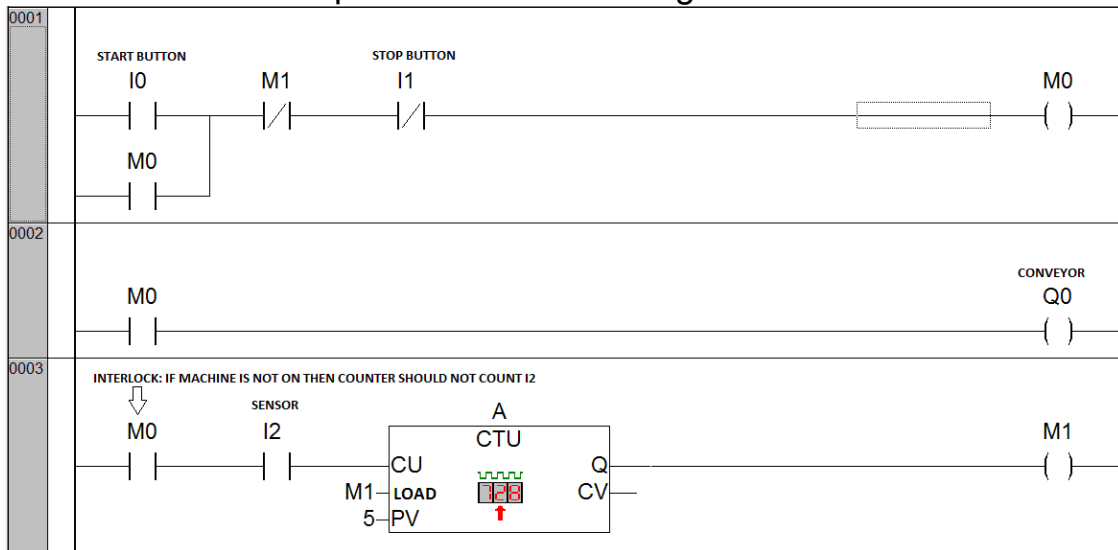 0001
START BUTTON STOP BUTTON
I0 M1 I1 M0
M0
0002
CONVEYOR
M0 Q0
0003
INTERLOCK: IF MACHINE IS NOT ON THEN COUNTER SHOULD NOT COUNT I2
SENSOR
A
M0 I2 CTU M1
CU Q
M1 LOAD 128 CV
5 PV